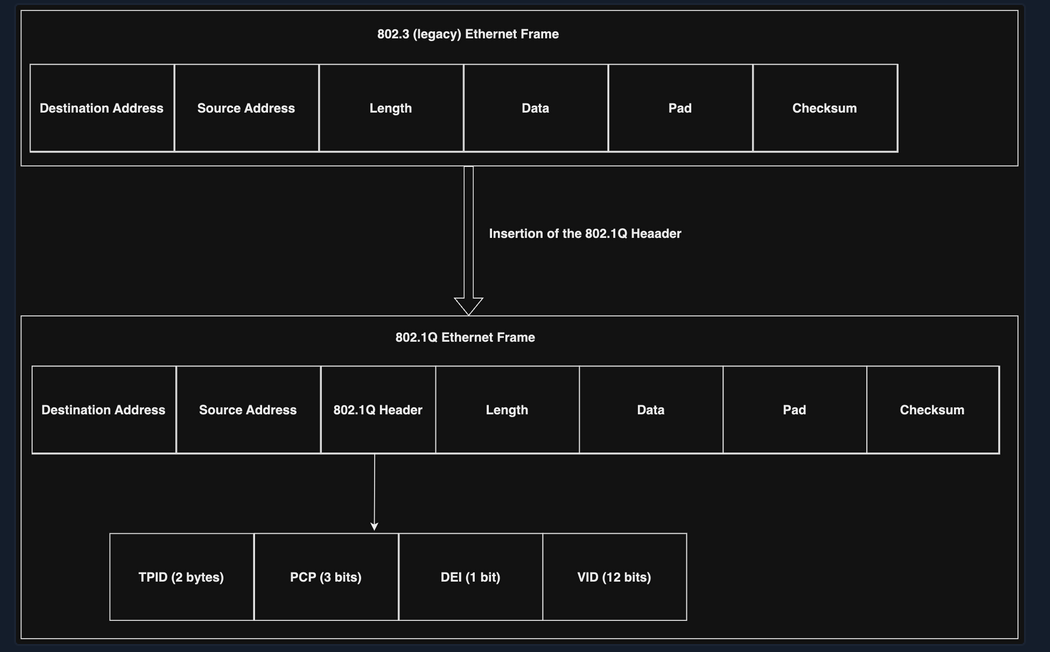 802.3 (legacy) Ethernet Frame
Destination Address
Source Address
Length
Data
Pad
Checksum
Insertion of the 802.1Q Heaader
802.1Q Ethernet Frame
Destination Address
Source Address
802.1Q Header
Length
Data
Pad
Checksum
TPID (2 bytes)
PCP (3 bits)
DEI (1 bit)
VID (12 bits)